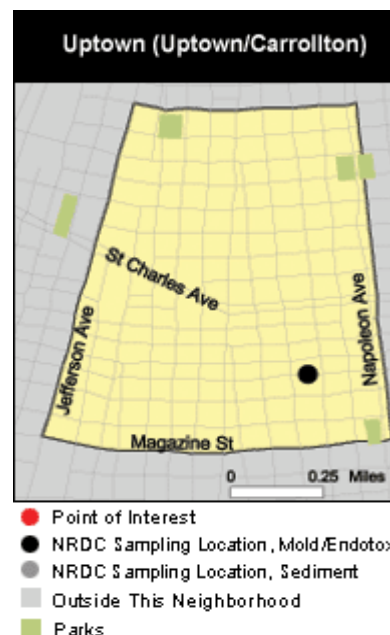 Uptown (Uptown/Carrollton)
St Charles Ave
Jefferson Ave
Napoleon Ave
Magazine St
0 0.25 Miles
Point of Interest
NRDC Sampling Location, Mold/Endotox
NRDC Sampling Location, Sediment
Outside This Neighborhood
Parks